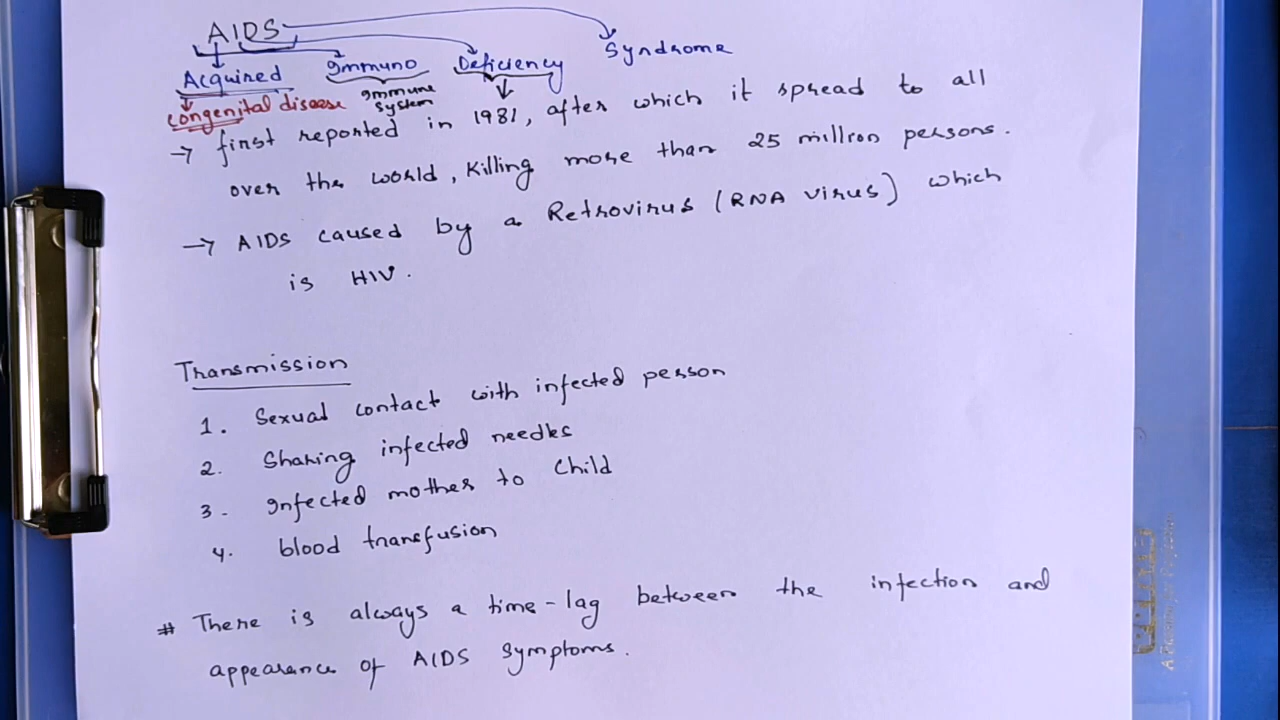 AIDS
Acquired Immuno Deficiency Syndrome
congenital disease Immune system
→ first reported in 1981, after which it spread to all
over the world, Killing more than 25 million persons.
→ AIDS caused by a Retrovirus (RNA virus) which
is HIV.
Transmission
1. Sexual contact with infected person
2. Sharing infected needles
3. Infected mother to child
4. blood transfusion
# There is always a time-lag between the infection and
appearance of AIDS symptoms.